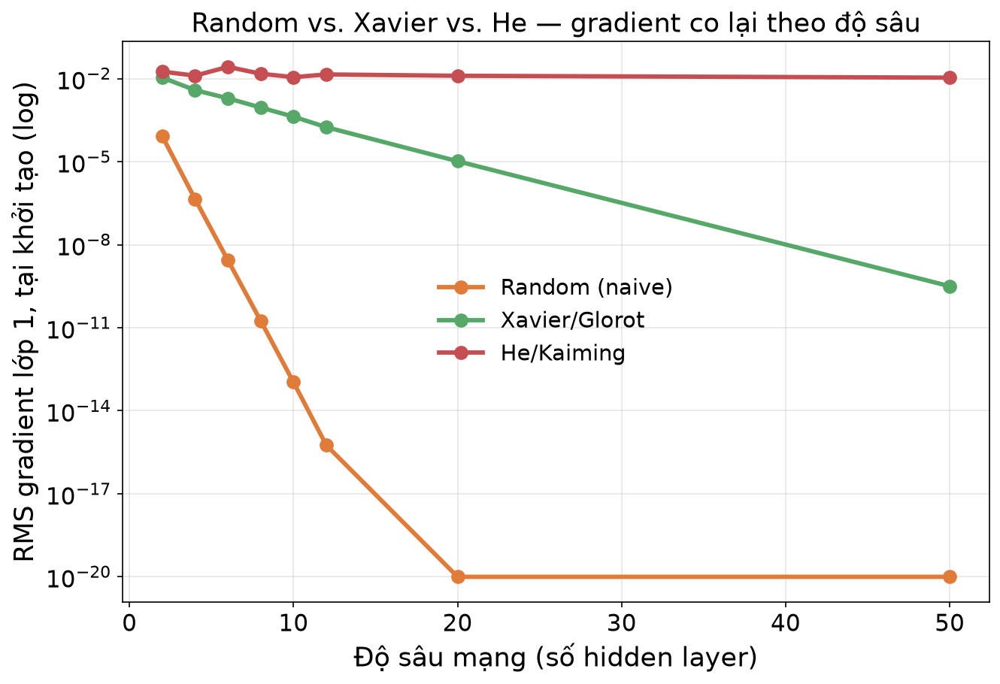 Random vs. Xavier vs. He — gradient co lại theo độ sâu
RMS gradient lớp 1, tại khởi tạo (log)
10⁻²
10⁻⁵
10⁻⁸
10⁻¹¹
10⁻¹⁴
10⁻¹⁷
10⁻²⁰
Random (naive)
Xavier/Glorot
He/Kaiming
0 10 20 30 40 50
Độ sâu mạng (số hidden layer)